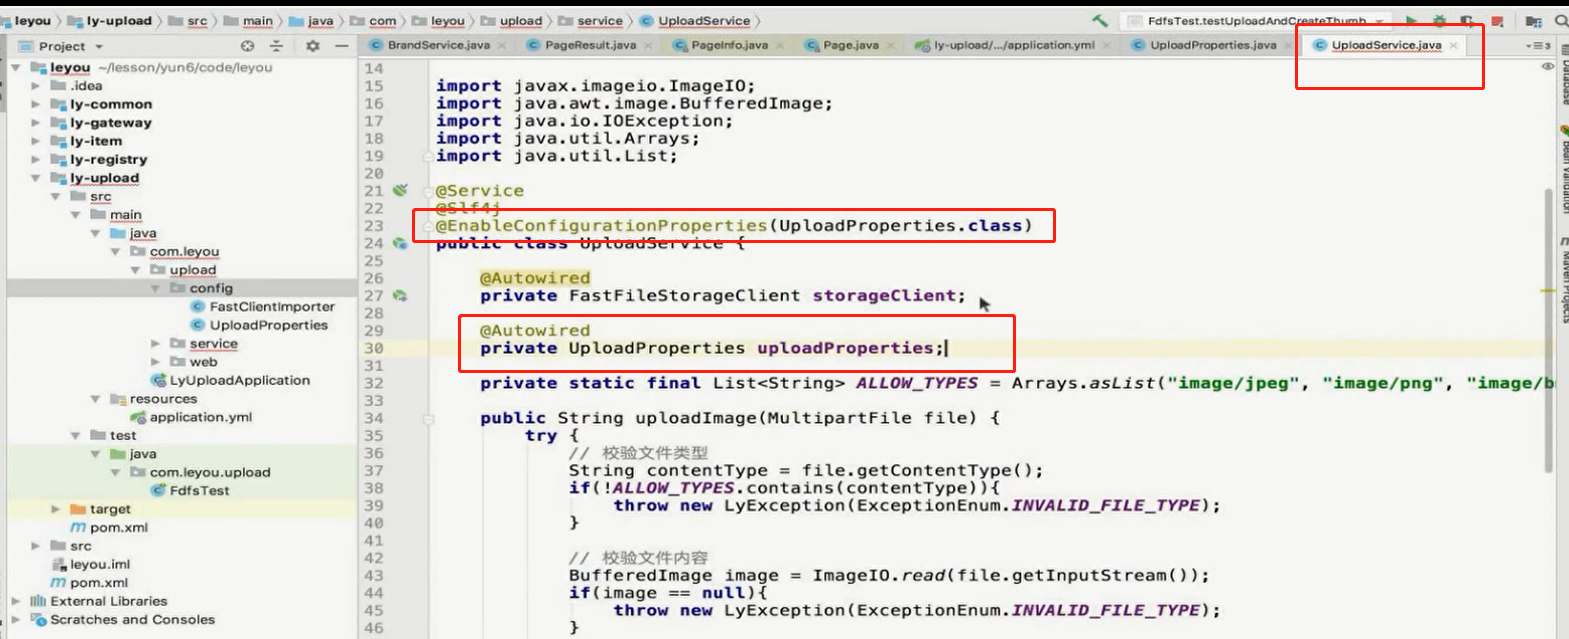 leyou ly-upload src main java com leyou upload service UploadService FdfsTest.testUploadAndCreateThumb
Project BrandService.java PageResult.java PageInfo.java Page.java ly-upload/.../application.yml UploadProperties.java UploadService.java
leyou ~/lesson/yun6/code/leyou
.idea
ly-common
ly-gateway
ly-item
ly-registry
ly-upload
src
main
java
com.leyou
upload
config
FastClientImporter
UploadProperties
service
web
LyUploadApplication
resources
application.yml
test
java
com.leyou.upload
FdfsTest
target
pom.xml
src
leyou.iml
pom.xml
External Libraries
Scratches and Consoles
14
15 import javax.imageio.ImageIO;
16 import java.awt.image.BufferedImage;
17 import java.io.IOException;
18 import java.util.Arrays;
19 import java.util.List;
20
21 @Service
22 @Slf4j
23 @EnableConfigurationProperties(UploadProperties.class)
24 public class UploadService {
25
26 @Autowired
27 private FastFileStorageClient storageClient;
28
29 @Autowired
30 private UploadProperties uploadProperties;
31
32 private static final List<String> ALLOW_TYPES = Arrays.asList("image/jpeg", "image/png", "image/b
33
34 public String uploadImage(MultipartFile file) {
35 try {
36 // 校验文件类型
37 String contentType = file.getContentType();
38 if(!ALLOW_TYPES.contains(contentType)){
39 throw new LyException(ExceptionEnum.INVALID_FILE_TYPE);
40 }
41
42 // 校验文件内容
43 BufferedImage image = ImageIO.read(file.getInputStream());
44 if(image == null){
45 throw new LyException(ExceptionEnum.INVALID_FILE_TYPE);
46 }
Database
Bean Validation
Maven Projects